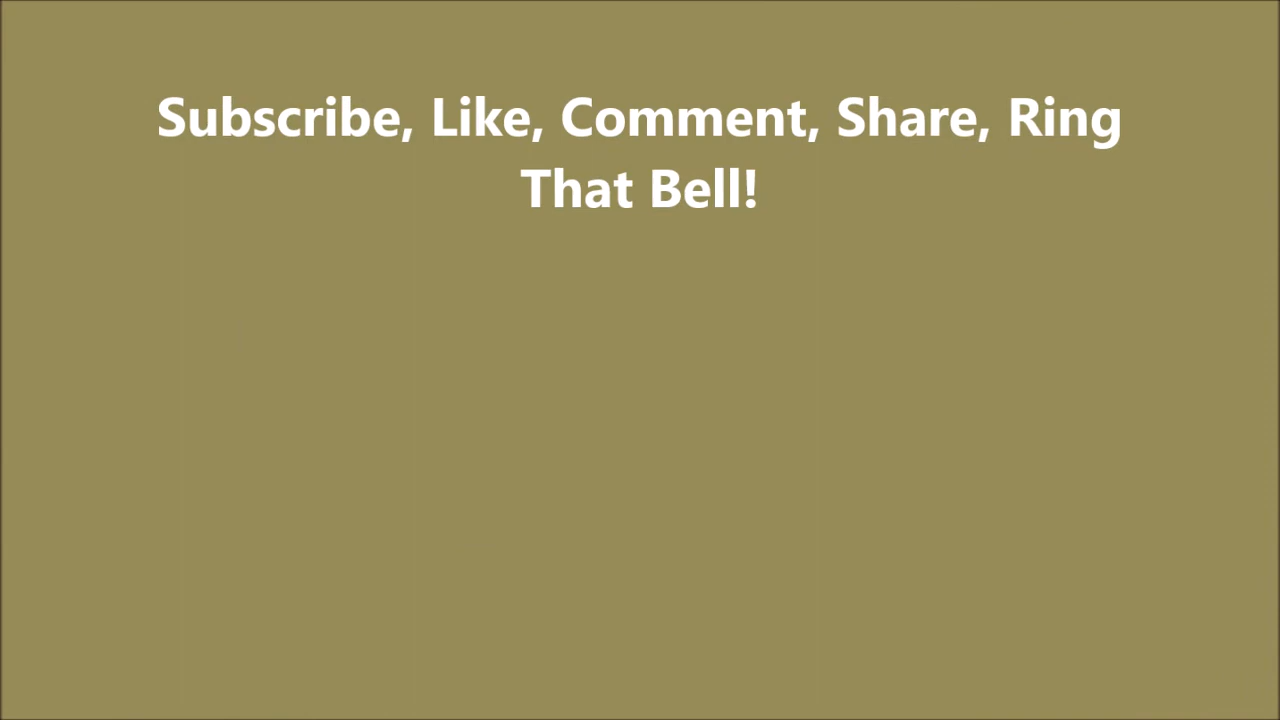 Subscribe, Like, Comment, Share, Ring
That Bell!